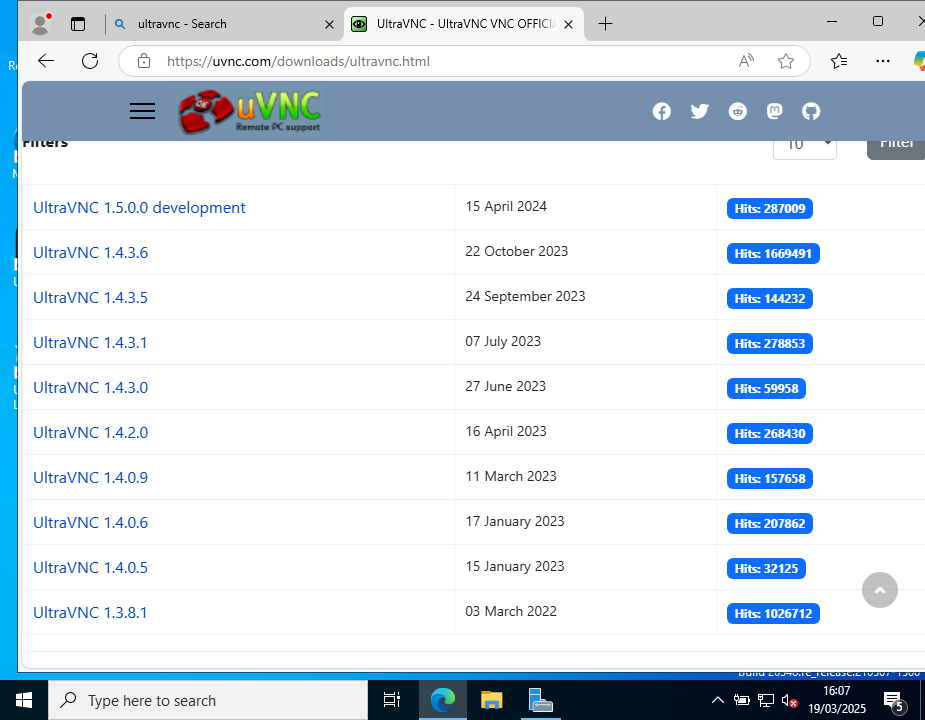 ultravnc - Search
UltraVNC - UltraVNC VNC OFFICIA
https://uvnc.com/downloads/ultravnc.html
uVNC
Remote PC support
Filters
10
Filter
UltraVNC 1.5.0.0 development 15 April 2024 Hits: 287009
UltraVNC 1.4.3.6 22 October 2023 Hits: 1669491
UltraVNC 1.4.3.5 24 September 2023 Hits: 144232
UltraVNC 1.4.3.1 07 July 2023 Hits: 278853
UltraVNC 1.4.3.0 27 June 2023 Hits: 59958
UltraVNC 1.4.2.0 16 April 2023 Hits: 268430
UltraVNC 1.4.0.9 11 March 2023 Hits: 157658
UltraVNC 1.4.0.6 17 January 2023 Hits: 207862
UltraVNC 1.4.0.5 15 January 2023 Hits: 32125
UltraVNC 1.3.8.1 03 March 2022 Hits: 1026712
Type here to search
16:07
19/03/2025
5